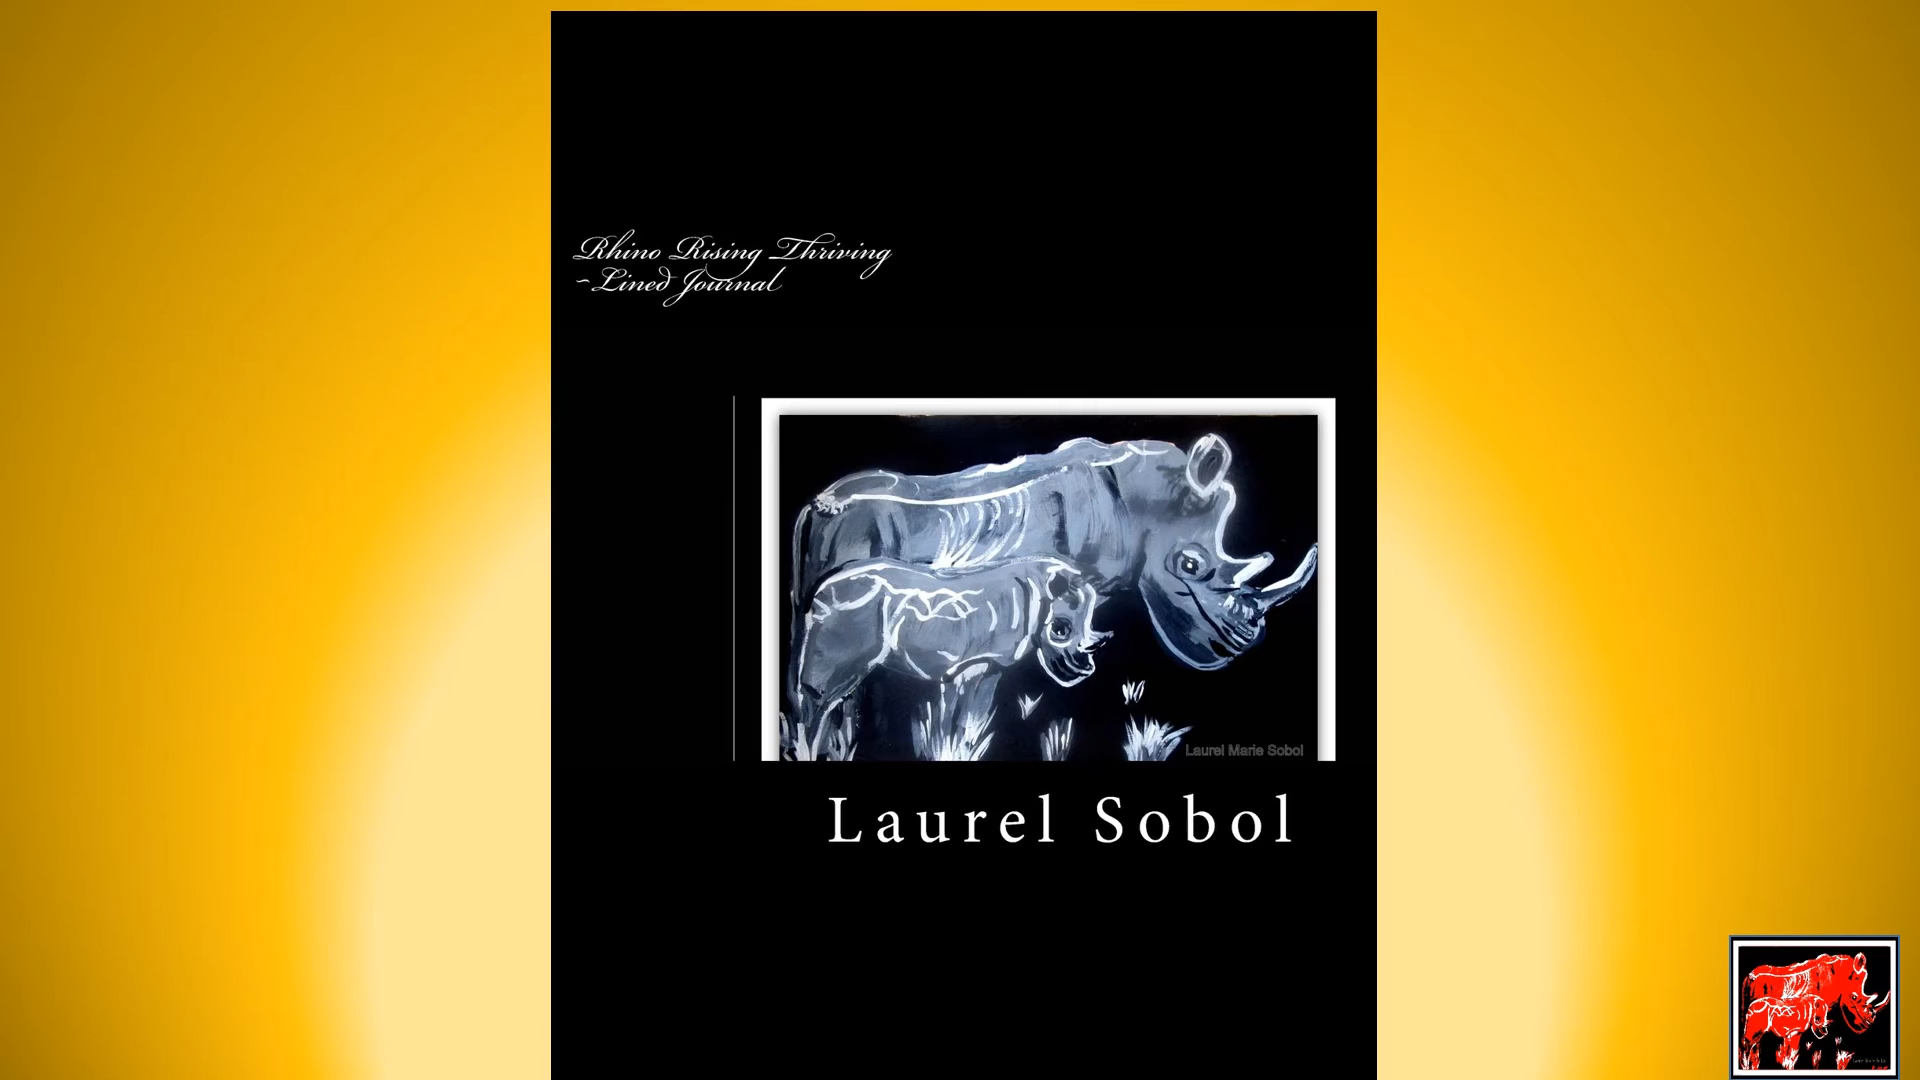 Rhino Rising Thriving
~Lined Journal
Laurel Marie Sobol
Laurel Sobol